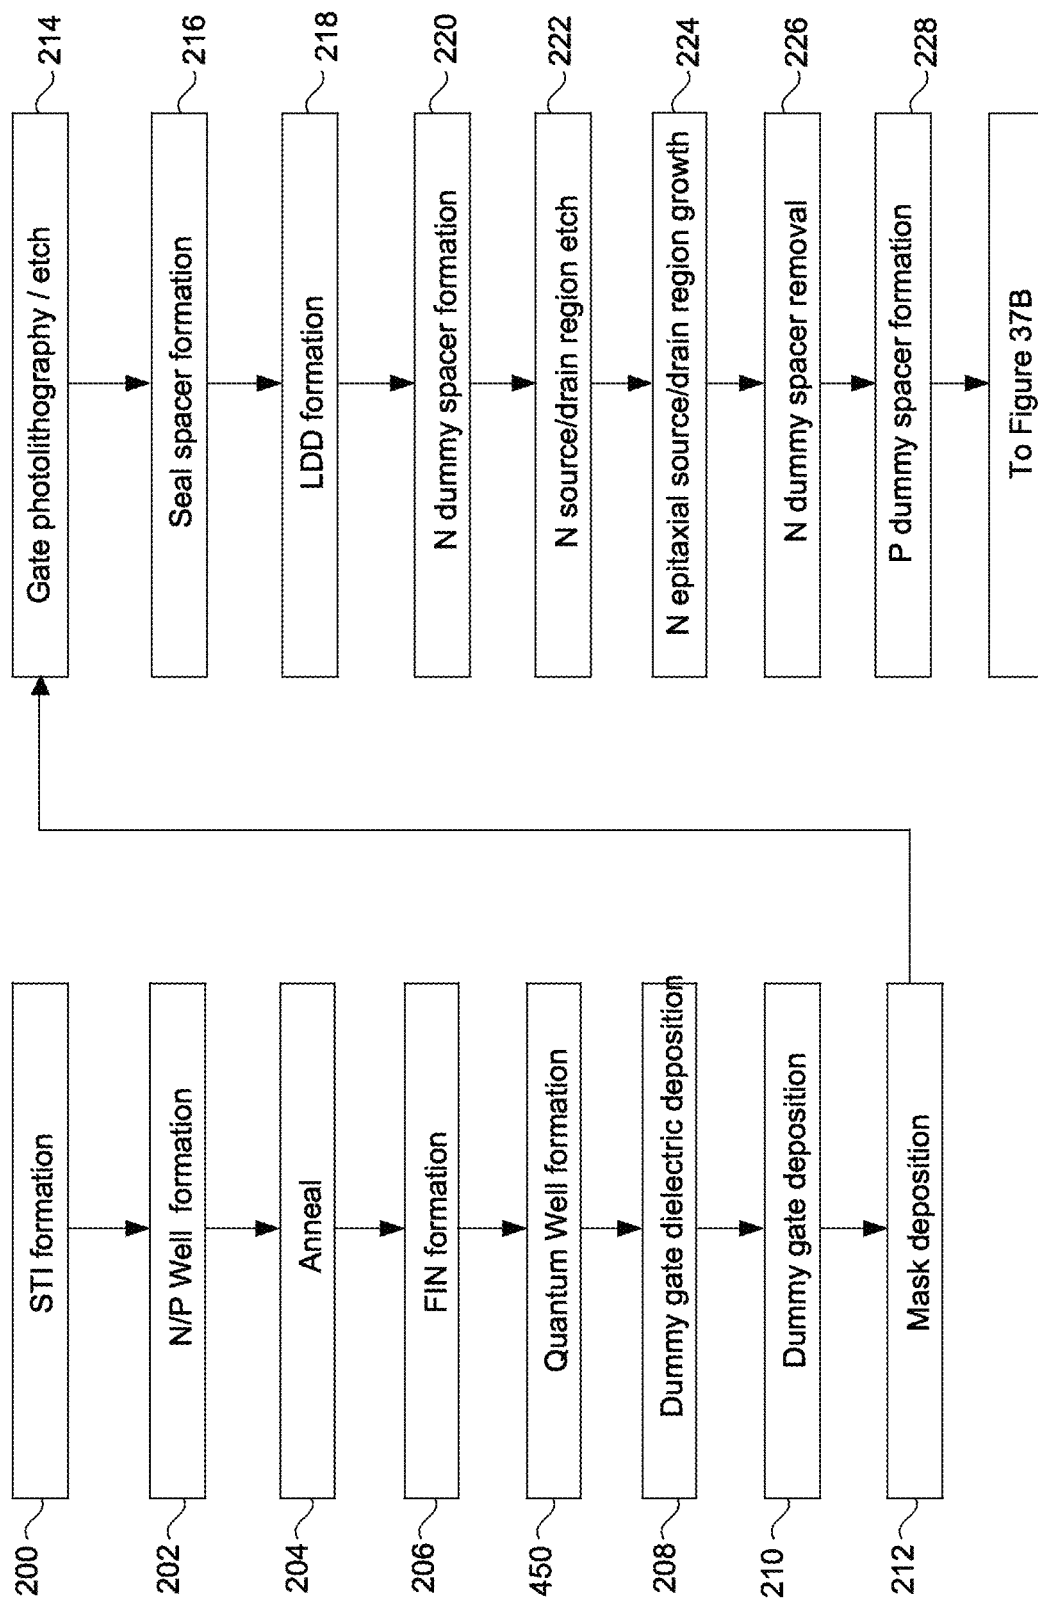 200
STI formation
202
N/P Well formation
204
Anneal
206
FIN formation
450
Quantum Well formation
208
Dummy gate dielectric deposition
210
Dummy gate deposition
212
Mask deposition
Gate photolithography / etch
214
Seal spacer formation
216
LDD formation
218
N dummy spacer formation
220
N source/drain region etch
222
N epitaxial source/drain region growth
224
N dummy spacer removal
226
P dummy spacer formation
228
To Figure 37B